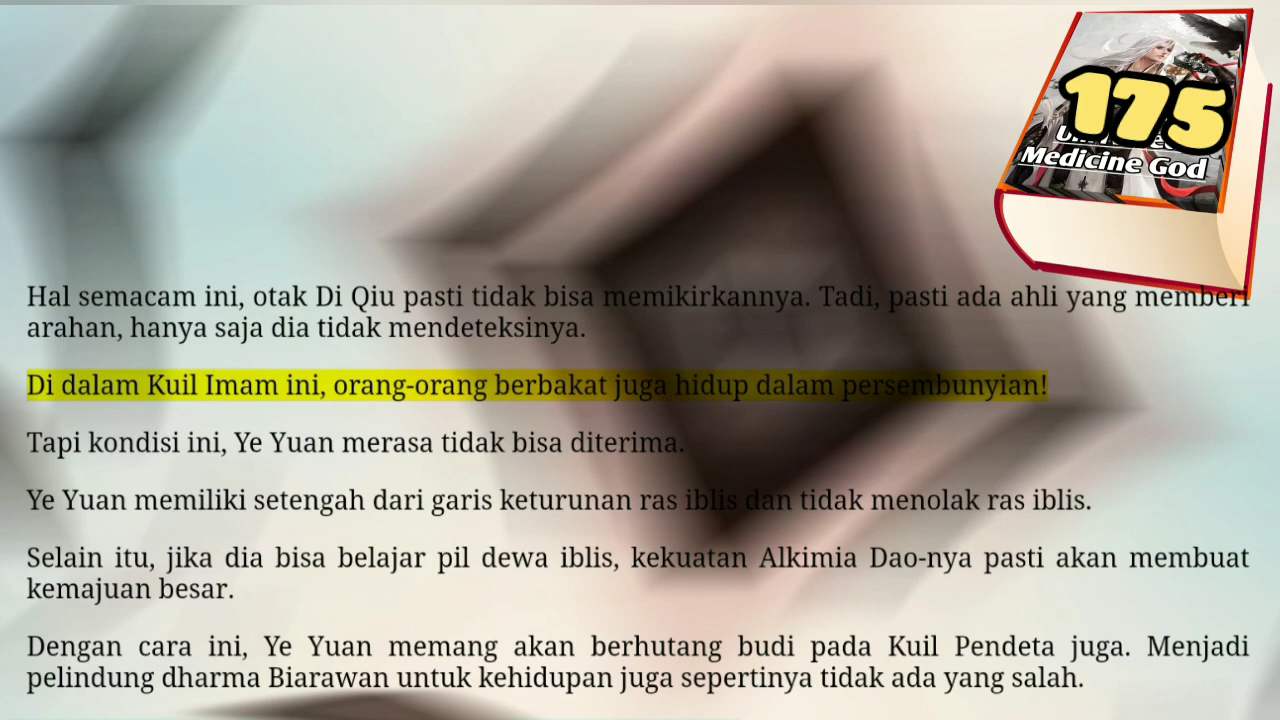 175
Medicine God
Hal semacam ini, otak Di Qiu pasti tidak bisa memikirkannya. Tadi, pasti ada ahli yang memberi
arahan, hanya saja dia tidak mendeteksinya.
Di dalam Kuil Imam ini, orang-orang berbakat juga hidup dalam persembunyian!
Tapi kondisi ini, Ye Yuan merasa tidak bisa diterima.
Ye Yuan memiliki setengah dari garis keturunan ras iblis dan tidak menolak ras iblis.
Selain itu, jika dia bisa belajar pil dewa iblis, kekuatan Alkimia Dao-nya pasti akan membuat
kemajuan besar.
Dengan cara ini, Ye Yuan memang akan berhutang budi pada Kuil Pendeta juga. Menjadi
pelindung dharma Biarawan untuk kehidupan juga sepertinya tidak ada yang salah.